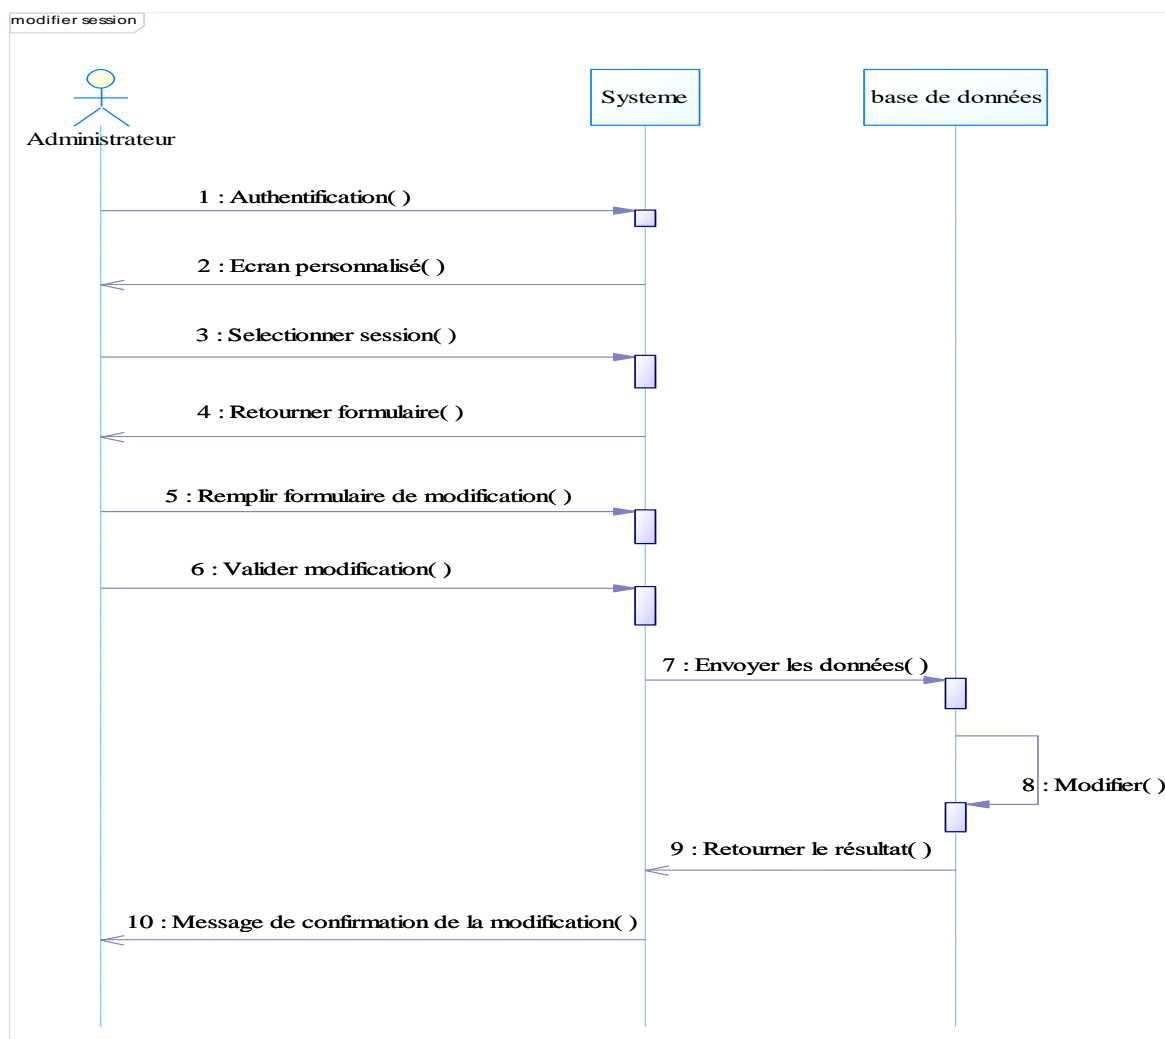 modifier session
Administrateur
Systeme
base de données
1 : Authentification( )
2 : Ecran personnalisé( )
3 : Selectionner session( )
4 : Retourner formulaire( )
5 : Remplir formulaire de modification( )
6 : Valider modification( )
7 : Envoyer les données( )
8 : Modifier( )
9 : Retourner le résultat( )
10 : Message de confirmation de la modification( )